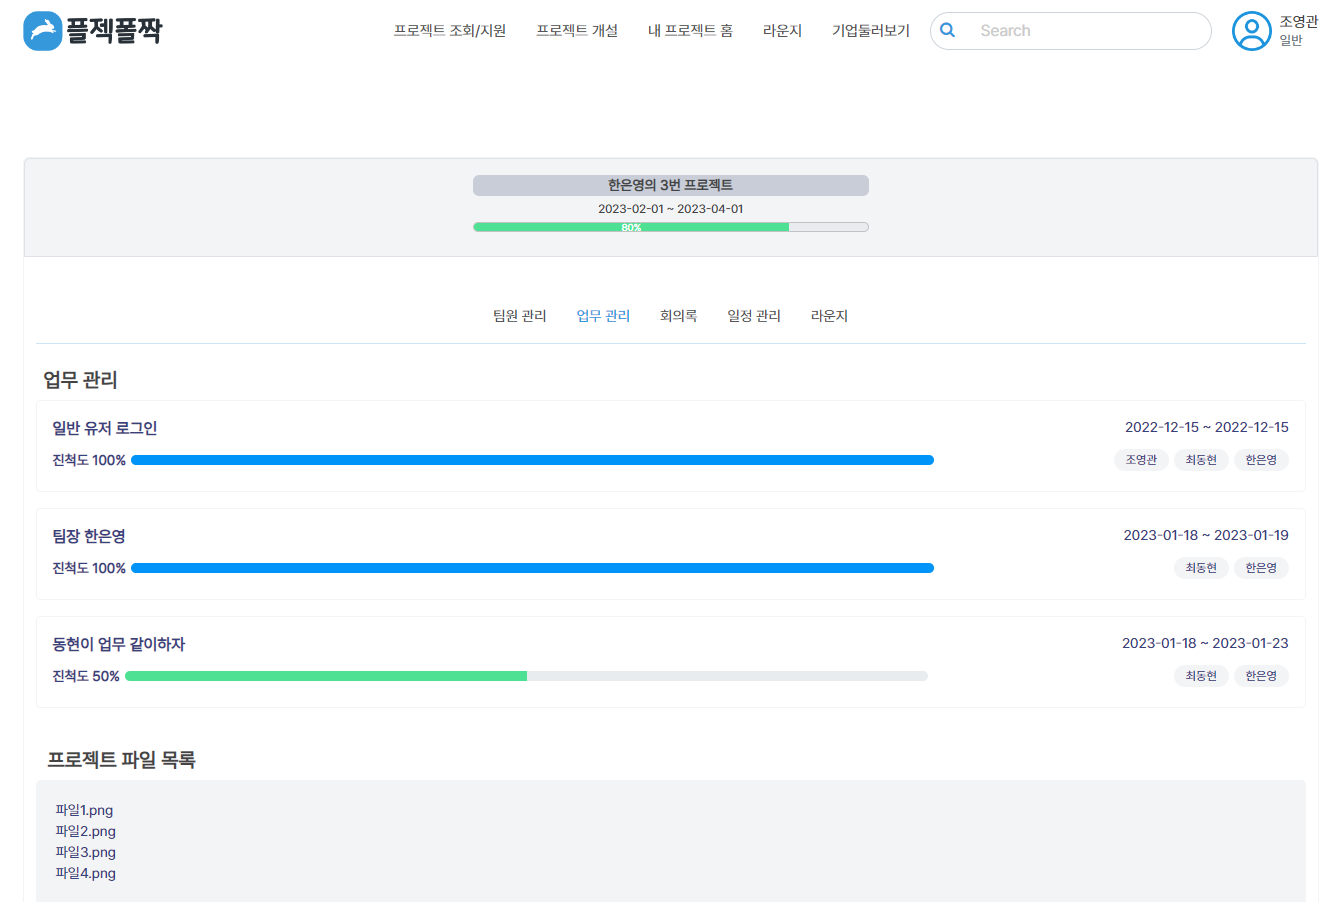 플젝폴짝
프로젝트 조회/지원 프로젝트 개설 내 프로젝트 홈 라운지 기업둘러보기 Search 조영관
일반
한은영의 3번 프로젝트
2023-02-01 ~ 2023-04-01
80%
팀원 관리 업무 관리 회의록 일정 관리 라운지
업무 관리
일반 유저 로그인 2022-12-15 ~ 2022-12-15
진척도 100% 조영관 최동현 한은영
팀장 한은영 2023-01-18 ~ 2023-01-19
진척도 100% 최동현 한은영
동현이 업무 같이하자 2023-01-18 ~ 2023-01-23
진척도 50% 최동현 한은영
프로젝트 파일 목록
파일1.png
파일2.png
파일3.png
파일4.png